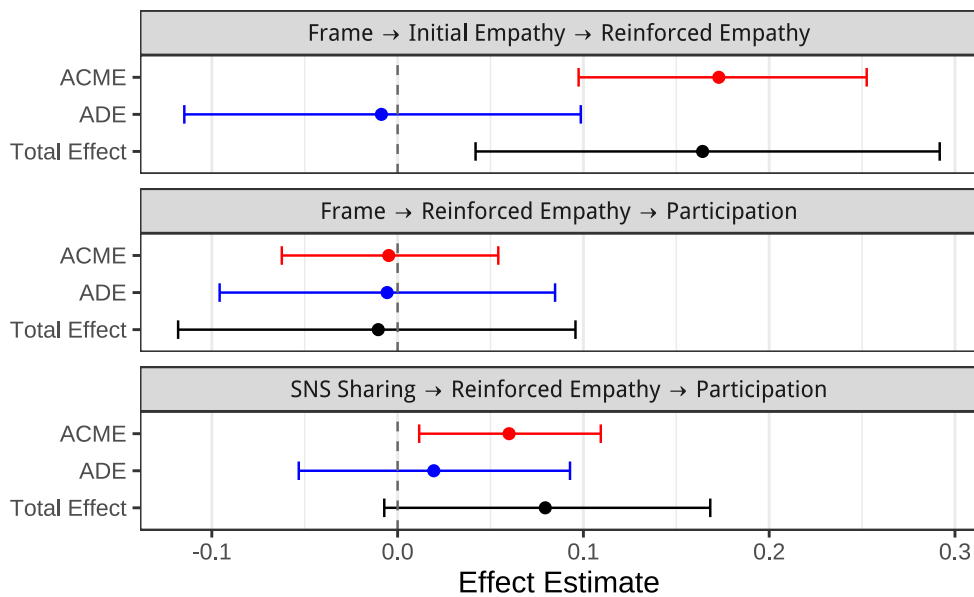 Frame → Initial Empathy → Reinforced Empathy
ACME
ADE
Total Effect
Frame → Reinforced Empathy → Participation
ACME
ADE
Total Effect
SNS Sharing → Reinforced Empathy → Participation
ACME
ADE
Total Effect
-0.1 0.0 0.1 0.2 0.3
Effect Estimate